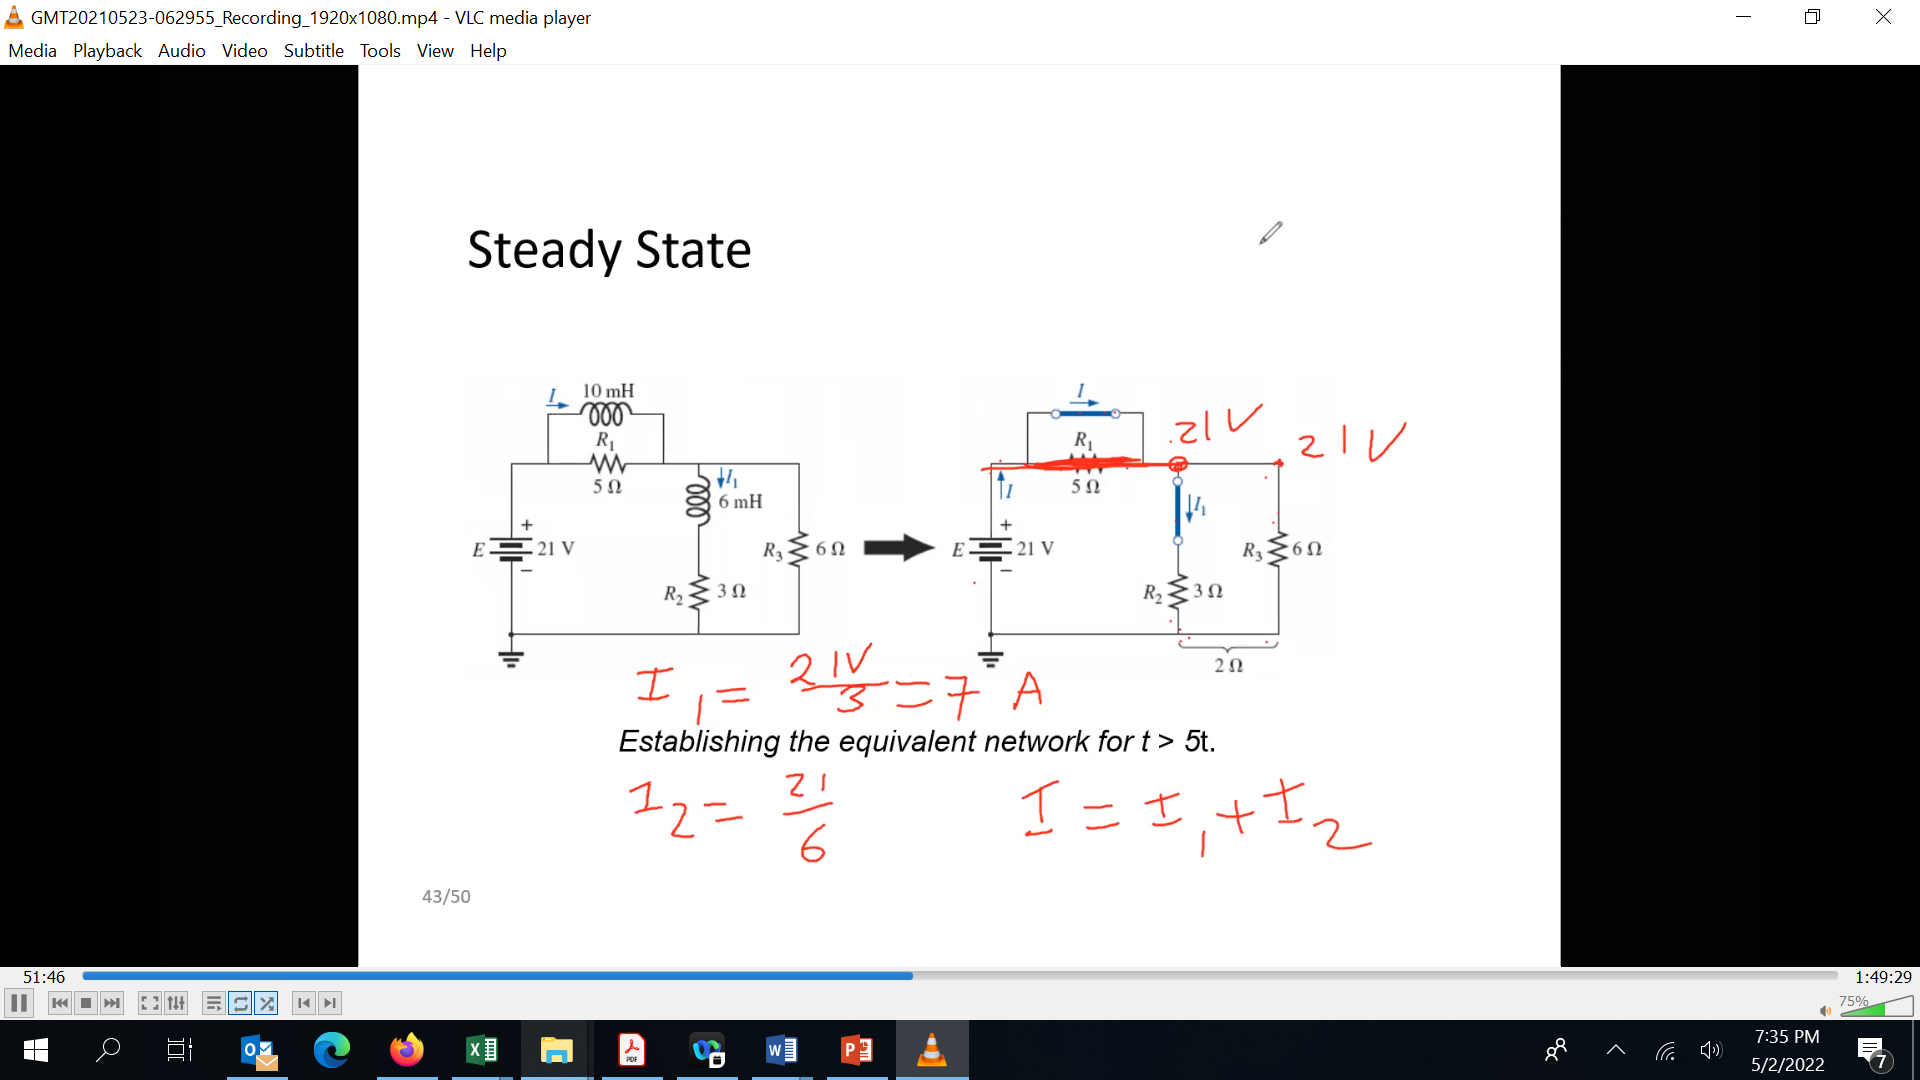 GMT20210523-062955_Recording_1920x1080.mp4 - VLC media player
Media Playback Audio Video Subtitle Tools View Help
Steady State
I 10 mH
R1
5 Ω
I1
6 mH
+
E 21 V
−
R3 6 Ω
R2 3 Ω
I
R1
5 Ω
21V
21V
I
I1
+
E 21 V
−
R3 6 Ω
R2 3 Ω
2 Ω
I1 = 21V/3 = 7 A
Establishing the equivalent network for t > 5t.
I2 = 21/6
I = I1 + I2
43/50
51:46
1:49:29
75%
7:35 PM
5/2/2022
7